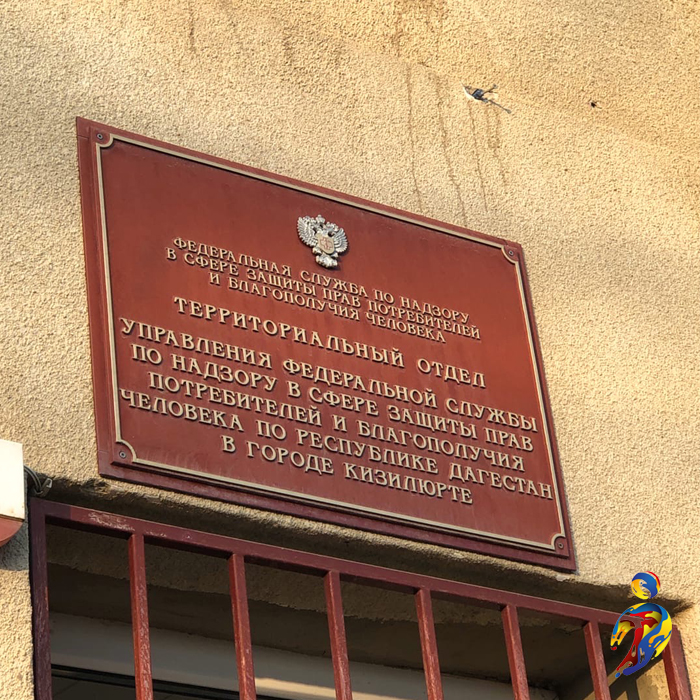 ФЕДЕРАЛЬНАЯ СЛУЖБА ПО НАДЗОРУ
В СФЕРЕ ЗАЩИТЫ ПРАВ ПОТРЕБИТЕЛЕЙ
И БЛАГОПОЛУЧИЯ ЧЕЛОВЕКА
ТЕРРИТОРИАЛЬНЫЙ ОТДЕЛ
УПРАВЛЕНИЯ ФЕДЕРАЛЬНОЙ СЛУЖБЫ
ПО НАДЗОРУ В СФЕРЕ ЗАЩИТЫ ПРАВ
ПОТРЕБИТЕЛЕЙ И БЛАГОПОЛУЧИЯ
ЧЕЛОВЕКА ПО РЕСПУБЛИКЕ ДАГЕСТАН
В ГОРОДЕ КИЗИЛЮРТЕ